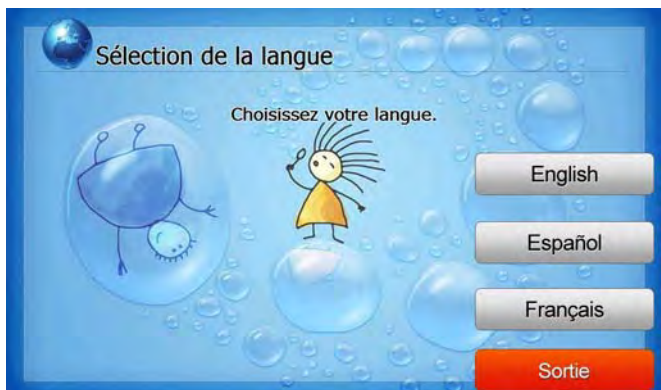 Sélection de la langue
Choisissez votre langue.
English
Español
Français
Sortie